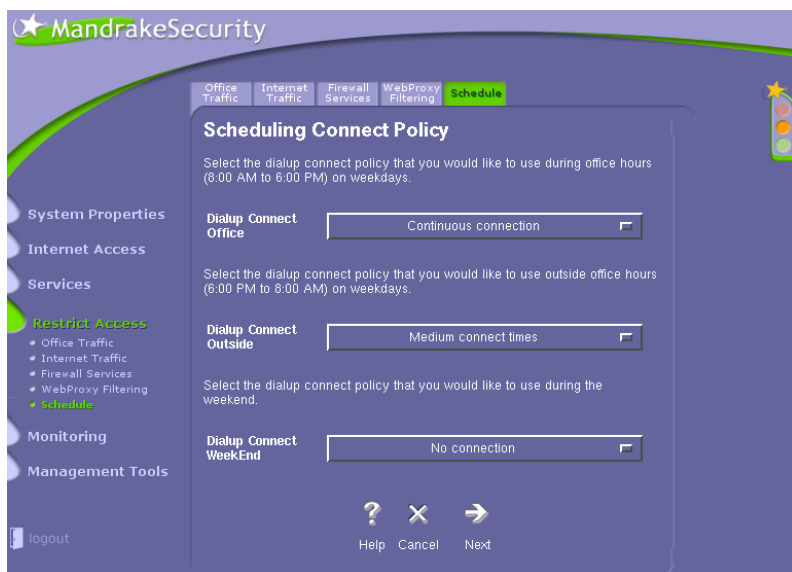 MandrakeSecurity
Office Traffic
Internet Traffic
Firewall Services
WebProxy Filtering
Schedule
Scheduling Connect Policy
Select the dialup connect policy that you would like to use during office hours
(8:00 AM to 6:00 PM) on weekdays.
Dialup Connect
Office
Continuous connection
Select the dialup connect policy that you would like to use outside office hours
(6:00 PM to 8:00 AM) on weekdays.
Dialup Connect
Outside
Medium connect times
Select the dialup connect policy that you would like to use during the
weekend.
Dialup Connect
WeekEnd
No connection
Help
Cancel
Next
System Properties
Internet Access
Services
Restrict Access
Office Traffic
Internet Traffic
Firewall Services
WebProxy Filtering
Schedule
Monitoring
Management Tools
logout